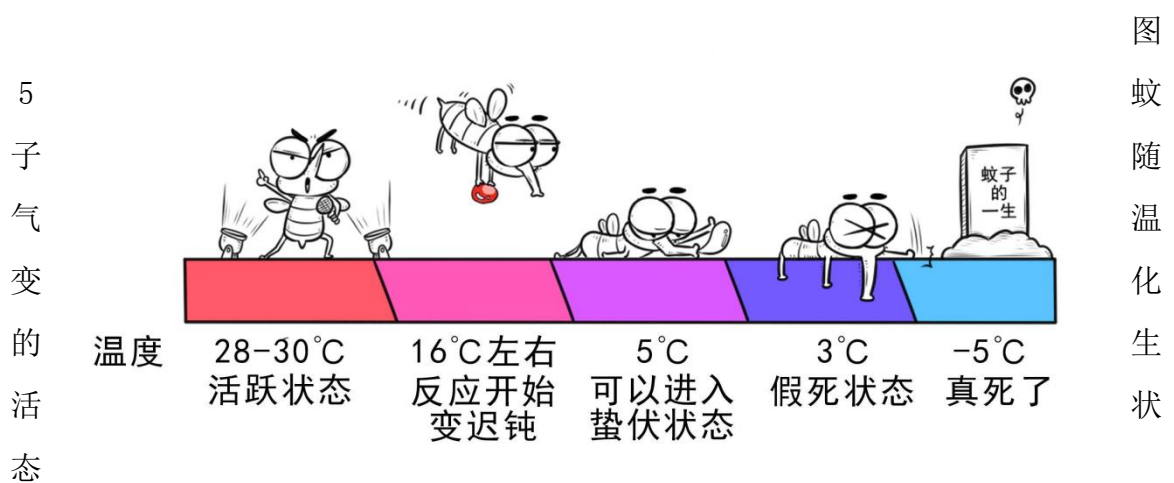 图
5 蚊
子 随
气 温
变 化
的 生
活 状
态
蚊子
的
一生
温度
28-30℃
活跃状态
16℃左右
反应开始
变迟钝
5℃
可以进入
蛰伏状态
3℃
假死状态
-5℃
真死了